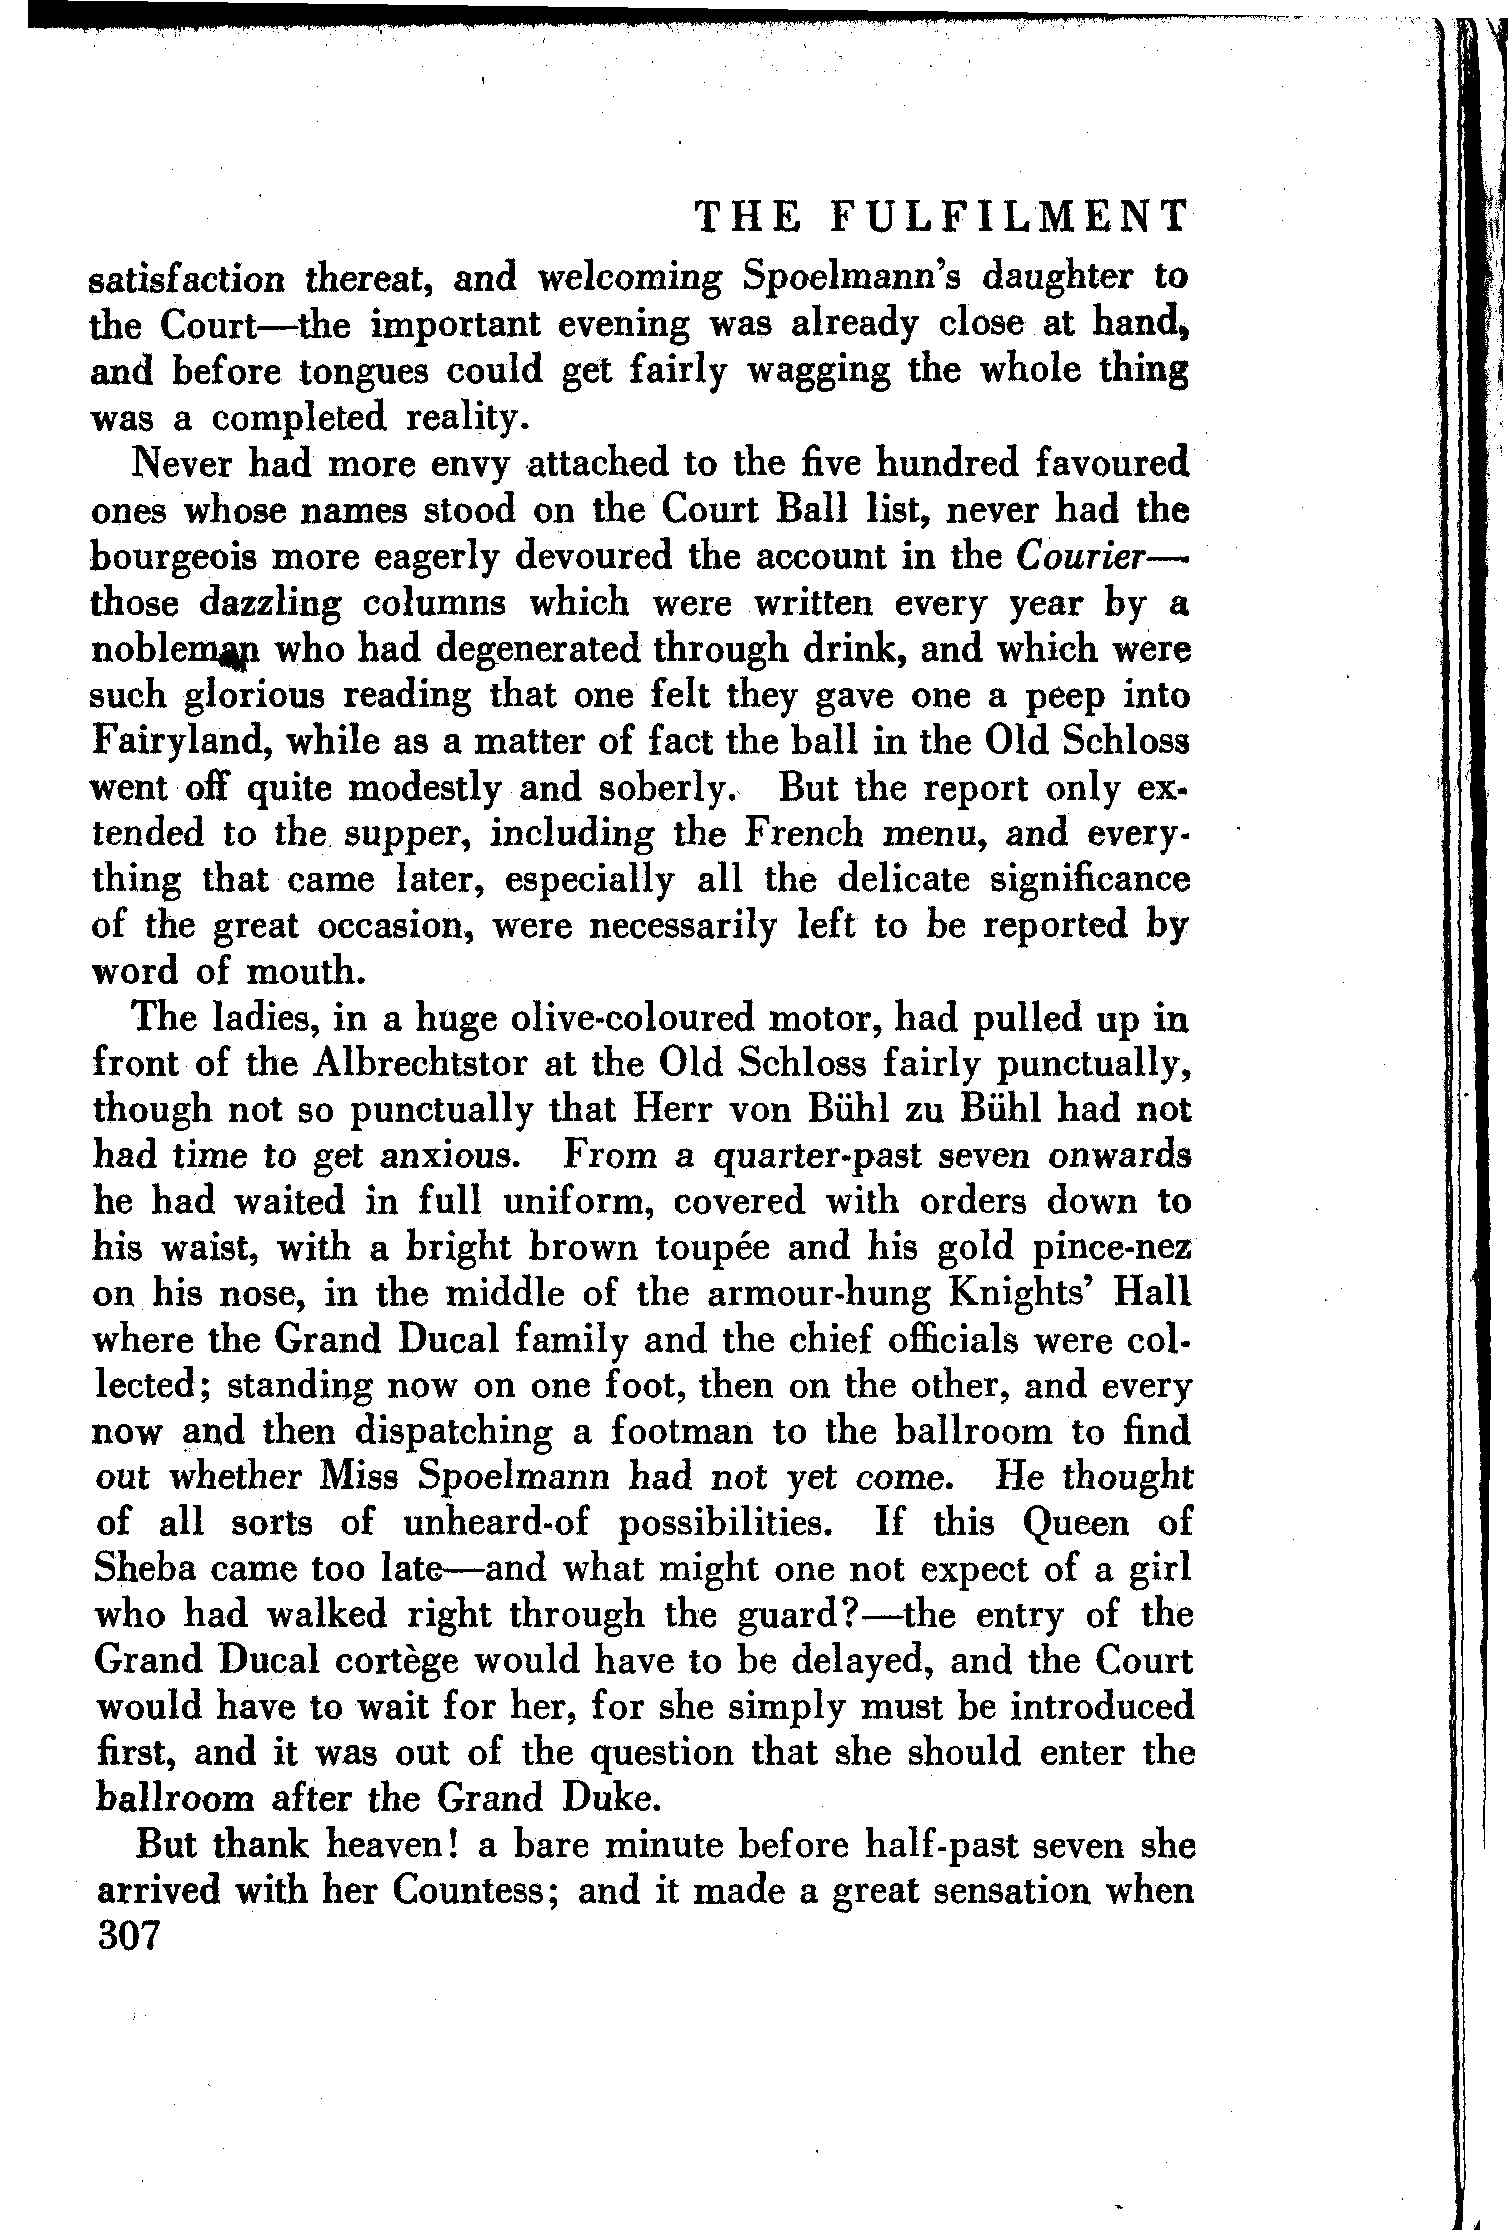 THE FULFILMENT
satisfaction thereat, and welcoming Spoelmann's daughter to
the Court—the important evening was already close at hand,
and before tongues could get fairly wagging the whole thing
was a completed reality.
Never had more envy attached to the five hundred favoured
ones whose names stood on the Court Ball list, never had the
bourgeois more eagerly devoured the account in the Courier—
those dazzling columns which were written every year by a
nobleman who had degenerated through drink, and which were
such glorious reading that one felt they gave one a peep into
Fairyland, while as a matter of fact the ball in the Old Schloss
went off quite modestly and soberly. But the report only ex-
tended to the supper, including the French menu, and every-
thing that came later, especially all the delicate significance
of the great occasion, were necessarily left to be reported by
word of mouth.
The ladies, in a huge olive-coloured motor, had pulled up in
front of the Albrechtstor at the Old Schloss fairly punctually,
though not so punctually that Herr von Bühl zu Bühl had not
had time to get anxious. From a quarter-past seven onwards
he had waited in full uniform, covered with orders down to
his waist, with a bright brown toupée and his gold pince-nez
on his nose, in the middle of the armour-hung Knights' Hall
where the Grand Ducal family and the chief officials were col-
lected; standing now on one foot, then on the other, and every
now and then dispatching a footman to the ballroom to find
out whether Miss Spoelmann had not yet come. He thought
of all sorts of unheard-of possibilities. If this Queen of
Sheba came too late—and what might one not expect of a girl
who had walked right through the guard?—the entry of the
Grand Ducal cortège would have to be delayed, and the Court
would have to wait for her, for she simply must be introduced
first, and it was out of the question that she should enter the
ballroom after the Grand Duke.
But thank heaven! a bare minute before half-past seven she
arrived with her Countess; and it made a great sensation when
307